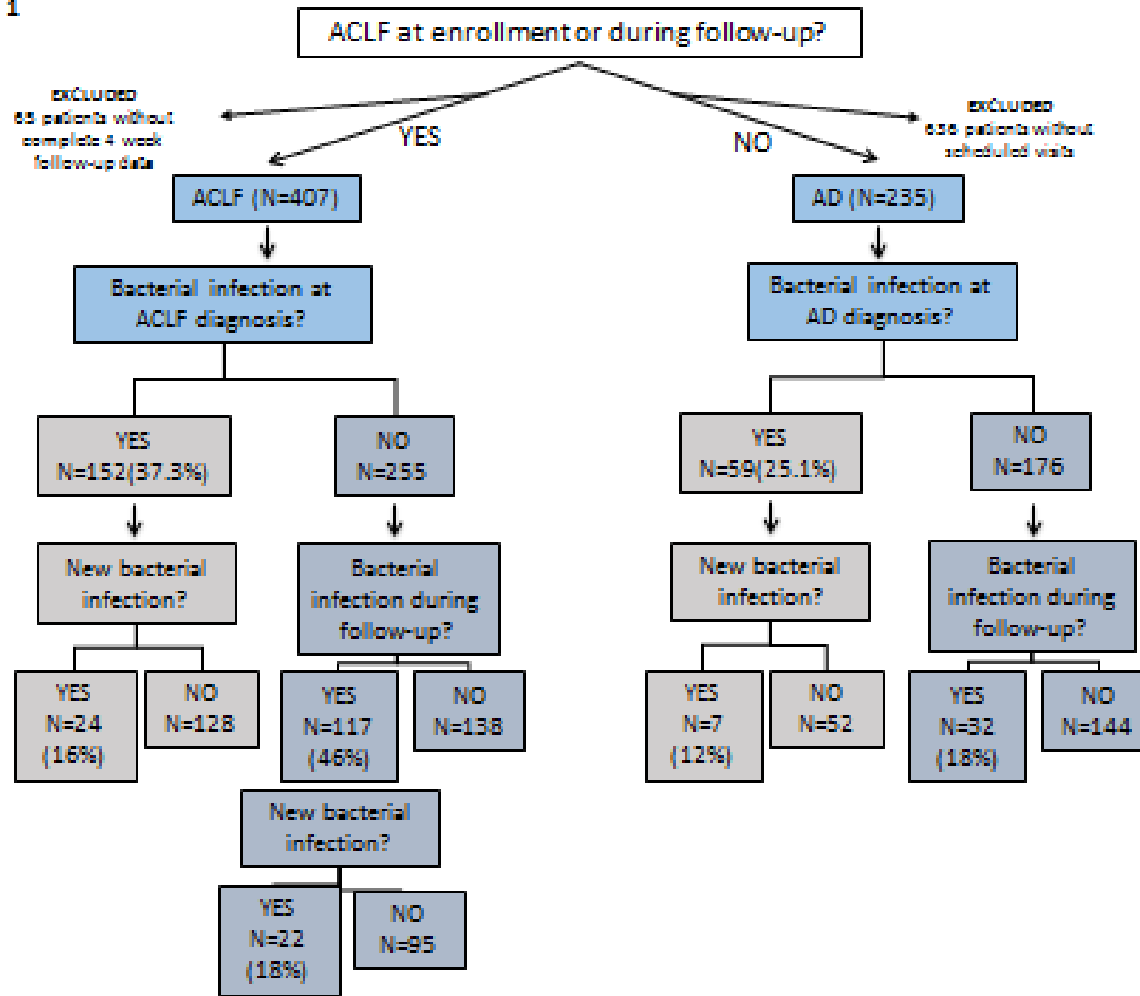 1
ACLF at enrollment or during follow-up?
EXCLUDED
65 patients without
complete 4 week
follow-up data
YES
NO
EXCLUDED
636 patients without
scheduled visits
ACLF (N=407)
AD (N=235)
Bacterial infection at
ACLF diagnosis?
Bacterial infection at
AD diagnosis?
YES
N=152(37.3%)
NO
N=255
YES
N=59(25.1%)
NO
N=176
New bacterial
infection?
Bacterial
infection during
follow-up?
New bacterial
infection?
Bacterial
infection during
follow-up?
YES
N=24
(16%)
NO
N=128
YES
N=117
(46%)
NO
N=138
YES
N=7
(12%)
NO
N=52
YES
N=32
(18%)
NO
N=144
New bacterial
infection?
YES
N=22
(18%)
NO
N=95